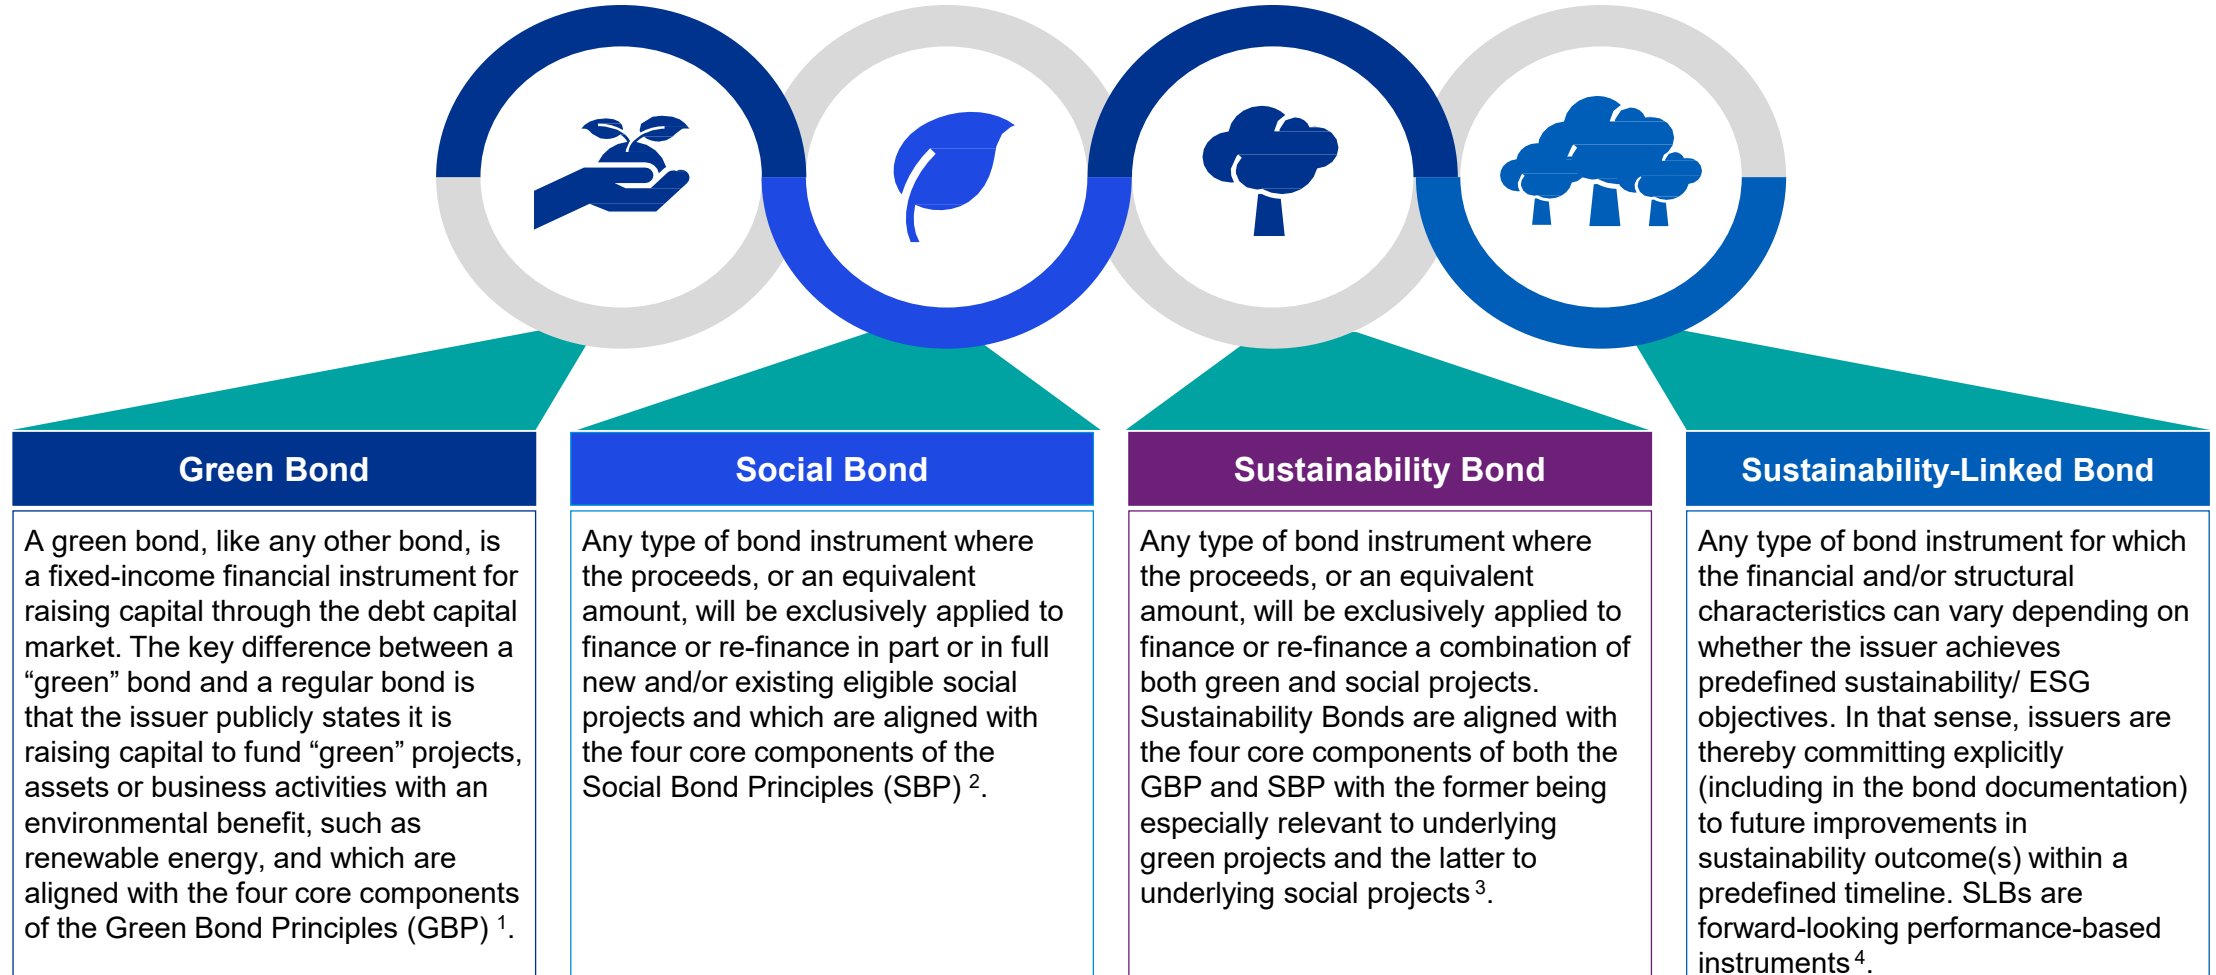 Green Bond
A green bond, like any other bond, is
a fixed-income financial instrument for
raising capital through the debt capital
market. The key difference between a
“green” bond and a regular bond is
that the issuer publicly states it is
raising capital to fund “green” projects,
assets or business activities with an
environmental benefit, such as
renewable energy, and which are
aligned with the four core components
of the Green Bond Principles (GBP) 1.
Social Bond
Any type of bond instrument where
the proceeds, or an equivalent
amount, will be exclusively applied to
finance or re-finance in part or in full
new and/or existing eligible social
projects and which are aligned with
the four core components of the
Social Bond Principles (SBP) 2.
Sustainability Bond
Any type of bond instrument where
the proceeds, or an equivalent
amount, will be exclusively applied to
finance or re-finance a combination of
both green and social projects.
Sustainability Bonds are aligned with
the four core components of both the
GBP and SBP with the former being
especially relevant to underlying
green projects and the latter to
underlying social projects 3.
Sustainability-Linked Bond
Any type of bond instrument for which
the financial and/or structural
characteristics can vary depending on
whether the issuer achieves
predefined sustainability/ ESG
objectives. In that sense, issuers are
thereby committing explicitly
(including in the bond documentation)
to future improvements in
sustainability outcome(s) within a
predefined timeline. SLBs are
forward-looking performance-based
instruments 4.